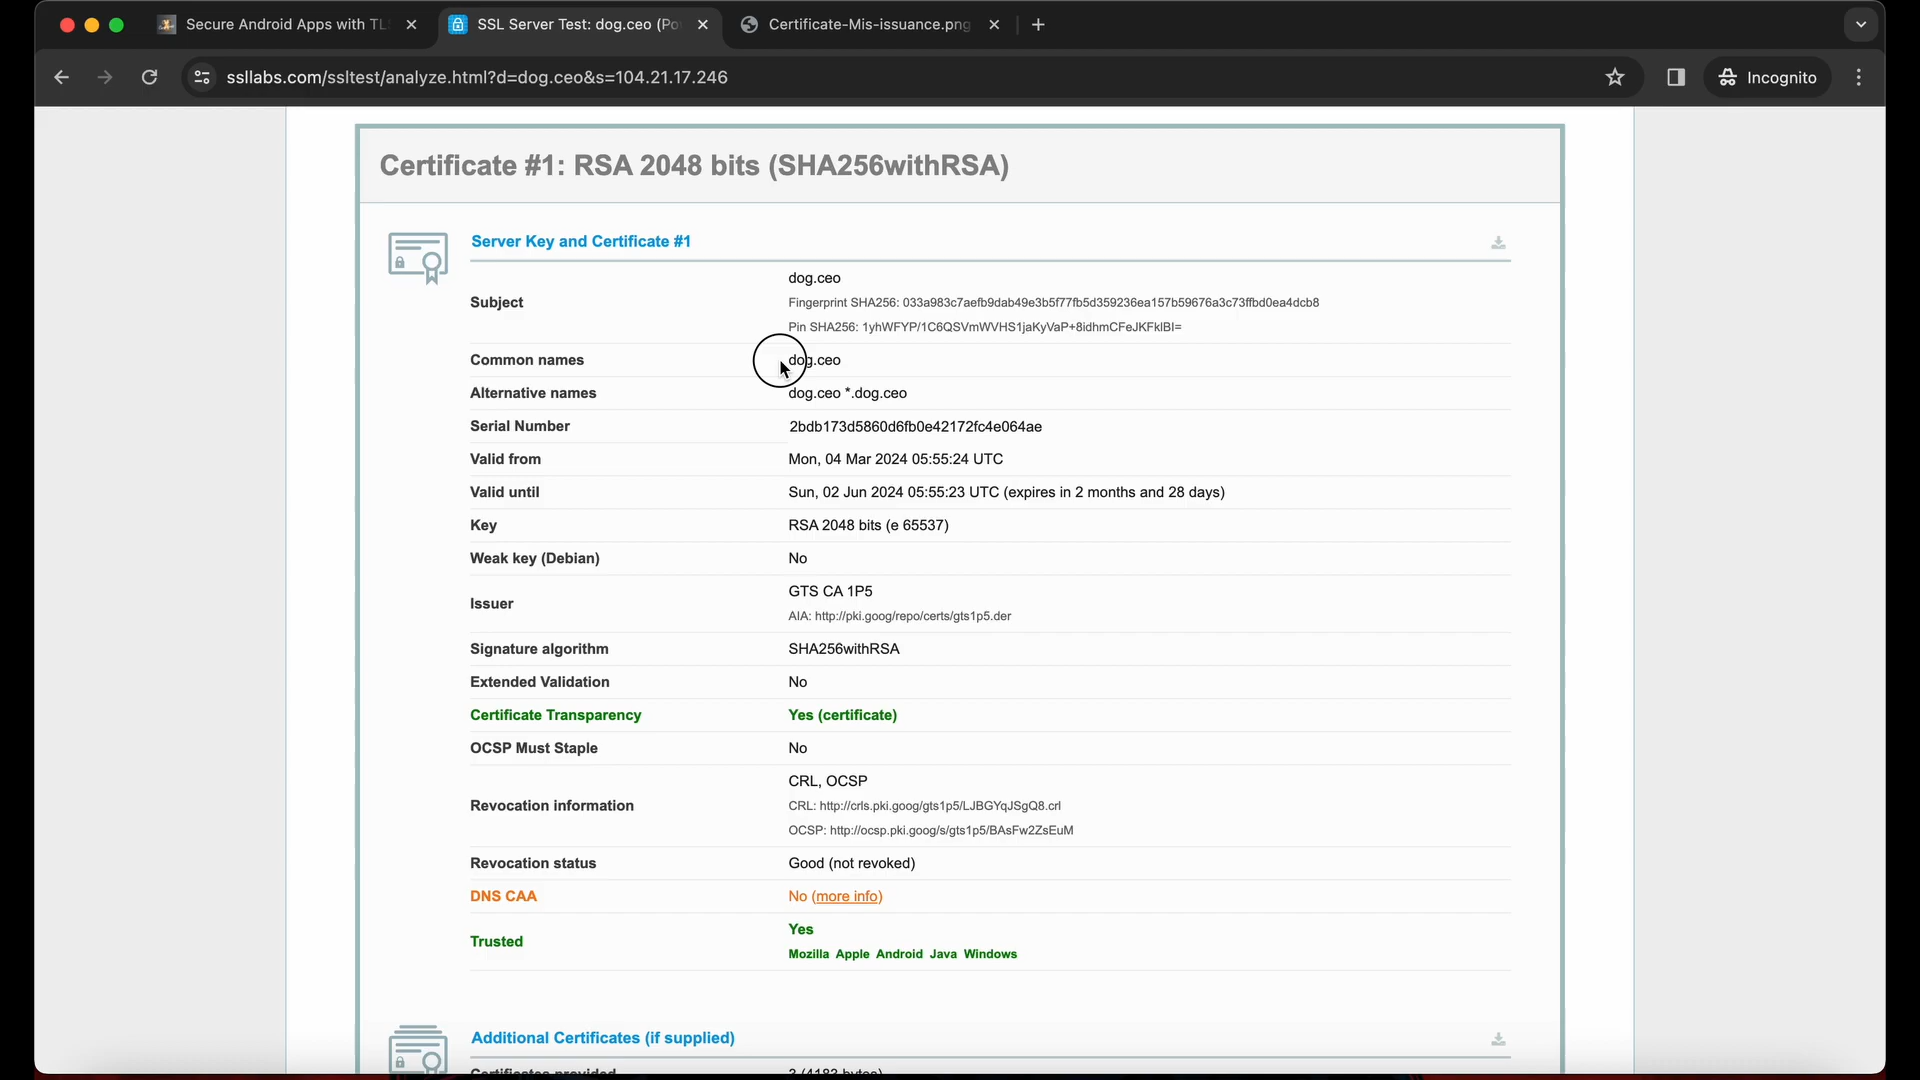 Secure Android Apps with TL
SSL Server Test: dog.ceo (Po
Certificate-Mis-issuance.png
ssllabs.com/ssltest/analyze.html?d=dog.ceo&s=104.21.17.246
Incognito
Certificate #1: RSA 2048 bits (SHA256withRSA)
Server Key and Certificate #1
Subject
dog.ceo
Fingerprint SHA256: 033a983c7aefb9dab49e3b5f77fb5d359236ea157b59676a3c73ffbd0ea4dcb8
Pin SHA256: 1yhWFYP/1C6QSVmWVHS1jaKyVaP+8idhmCFeJKFklBI=
Common names dog.ceo
Alternative names dog.ceo *.dog.ceo
Serial Number 2bdb173d5860d6fb0e42172fc4e064ae
Valid from Mon, 04 Mar 2024 05:55:24 UTC
Valid until Sun, 02 Jun 2024 05:55:23 UTC (expires in 2 months and 28 days)
Key RSA 2048 bits (e 65537)
Weak key (Debian) No
Issuer
GTS CA 1P5
AIA: http://pki.goog/repo/certs/gts1p5.der
Signature algorithm SHA256withRSA
Extended Validation No
Certificate Transparency Yes (certificate)
OCSP Must Staple No
Revocation information
CRL, OCSP
CRL: http://crls.pki.goog/gts1p5/LJBGYqJSgQ8.crl
OCSP: http://ocsp.pki.goog/s/gts1p5/BAsFw2ZsEuM
Revocation status Good (not revoked)
DNS CAA No (more info)
Trusted
Yes
Mozilla Apple Android Java Windows
Additional Certificates (if supplied)
Certificates provided 3 (4183 bytes)